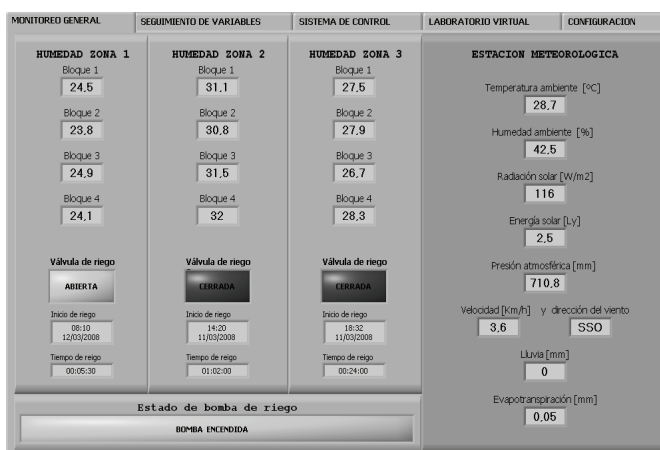 MONITOREO GENERAL
SEGUIMIENTO DE VARIABLES
SISTEMA DE CONTROL
LABORATORIO VIRTUAL
CONFIGURACION
HUMEDAD ZONA 1
Bloque 1
24,5
Bloque 2
23,8
Bloque 3
24,9
Bloque 4
24,1
Válvula de riego
ABIERTA
Inicio de riego
08:10
12/03/2008
Tiempo de reigo
00:05:30
HUMEDAD ZONA 2
Bloque 1
31,1
Bloque 2
30,8
Bloque 3
31,5
Bloque 4
32
Válvula de riego
CERRADA
Inicio de riego
14:20
11/03/2008
Tiempo de reigo
01:02:00
HUMEDAD ZONA 3
Bloque 1
27,5
Bloque 2
27,9
Bloque 3
26,7
Bloque 4
28,3
Válvula de riego
CERRADA
Inicio de riego
18:32
11/03/2008
Tiempo de reigo
00:24:00
Estado de bomba de riego
BOMBA ENCENDIDA
ESTACION METEOROLOGICA
Temperatura ambiente [ºC]
28,7
Humedad ambiente [%]
42,5
Radiación solar [W/m2]
116
Energía solar [Ly]
2,5
Presión atmosférica [mm]
710,8
Velocidad [Km/h] y dirección del viento
3,6 SSO
Lluvia [mm]
0
Evapotranspiración [mm]
0,05